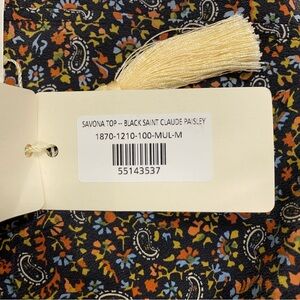 SAVONA TOP -- BLACK SAINT CLAUDE PAISLEY
1870-1210-100-MUL-M
55143537